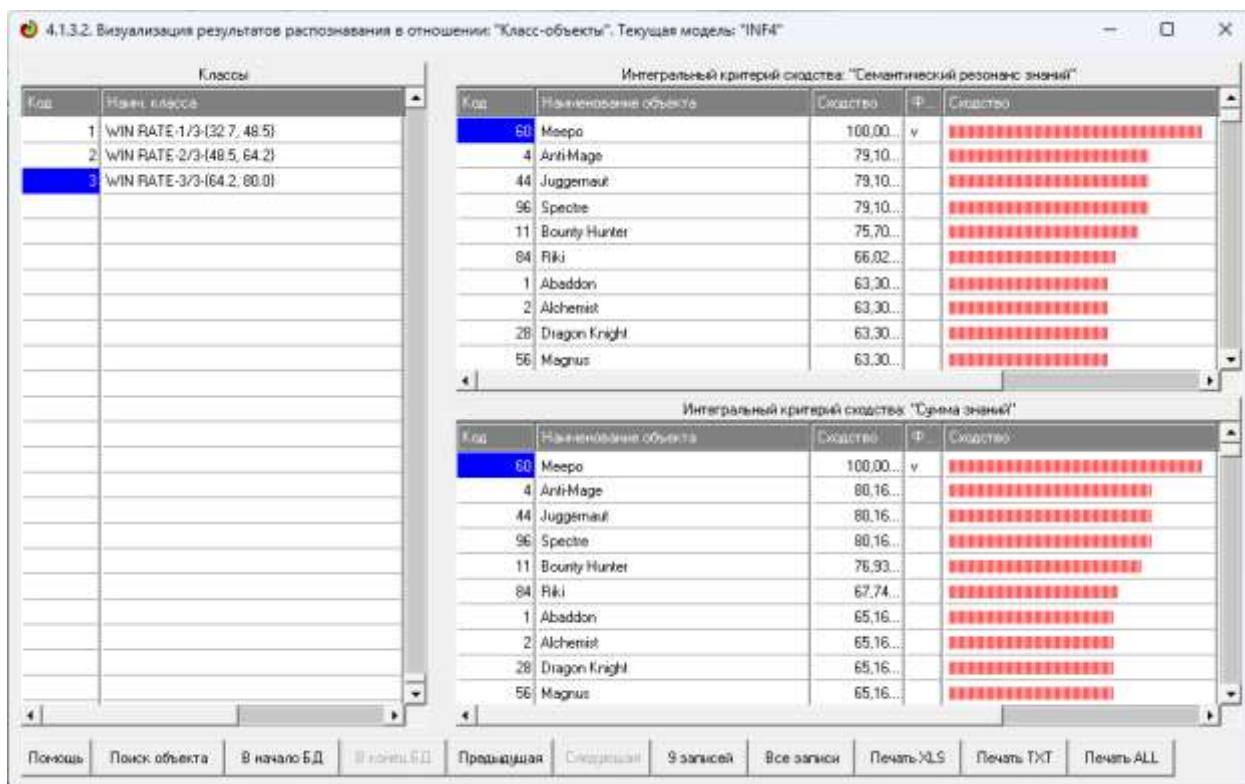 4.1.3.2. Визуализация результатов распознавания в отношении: "Класс-объекты". Текущая модель: "INF4"
Классы
Код Наим. класса
1 WIN RATE-1/3-{32.7, 48.5}
2 WIN RATE-2/3-{48.5, 64.2}
3 WIN RATE-3/3-{64.2, 80.0}
Интегральный критерий сходства: "Семантический резонанс знаний"
Код Наименование объекта Сходство Ф... Сходство
60 Meepo 100,00... v
4 Anti-Mage 79,10...
44 Juggernaut 79,10...
96 Spectre 79,10...
11 Bounty Hunter 75,70...
84 Riki 66,02...
1 Abaddon 63,30...
2 Alchemist 63,30...
28 Dragon Knight 63,30...
56 Magnus 63,30...
Интегральный критерий сходства: "Сумма знаний"
Код Наименование объекта Сходство Ф... Сходство
60 Meepo 100,00... v
4 Anti-Mage 80,16...
44 Juggernaut 80,16...
96 Spectre 80,16...
11 Bounty Hunter 76,93...
84 Riki 67,74...
1 Abaddon 65,16...
2 Alchemist 65,16...
28 Dragon Knight 65,16...
56 Magnus 65,16...
Помощь Поиск объекта В начало БД В конец БД Предыдущая Следующая 9 записей Все записи Печать XLS Печать TXT Печать ALL